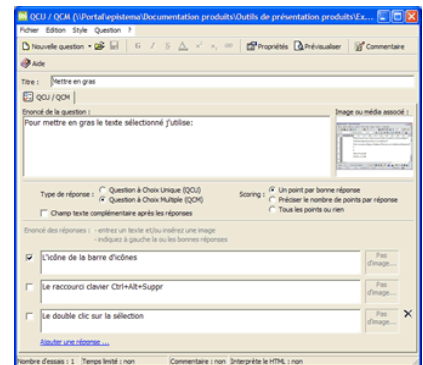 QCU / QCM (\\Portal\epistema\Documentation produits\Outils de présentation produits\Ex...
Fichier Edition Style Question ?
Nouvelle question G I S A Propriétés Prévisualiser Commentaire
Aide
Titre : Mettre en gras
QCU / QCM
Enoncé de la question : Image ou média associé :
Pour mettre en gras le texte sélectionné j'utilise:
Type de réponse : Question à Choix Unique (QCU) Scoring : Un point par bonne réponse
Question à Choix Multiple (QCM) Préciser le nombre de points par réponse
Champ texte complémentaire après les réponses Tous les points ou rien
Enoncé des réponses : - entrez un texte et/ou insérez une image
- indiquez à gauche la ou les bonnes réponses
L'icône de la barre d'icônes Pas d'image...
Le raccourci clavier Ctrl+Alt+Suppr Pas d'image...
Le double clic sur la sélection Pas d'image...
Ajouter une réponse ...
Nombre d'essais : 1 Temps limité : non Commentaire : non Interprète le HTML : non